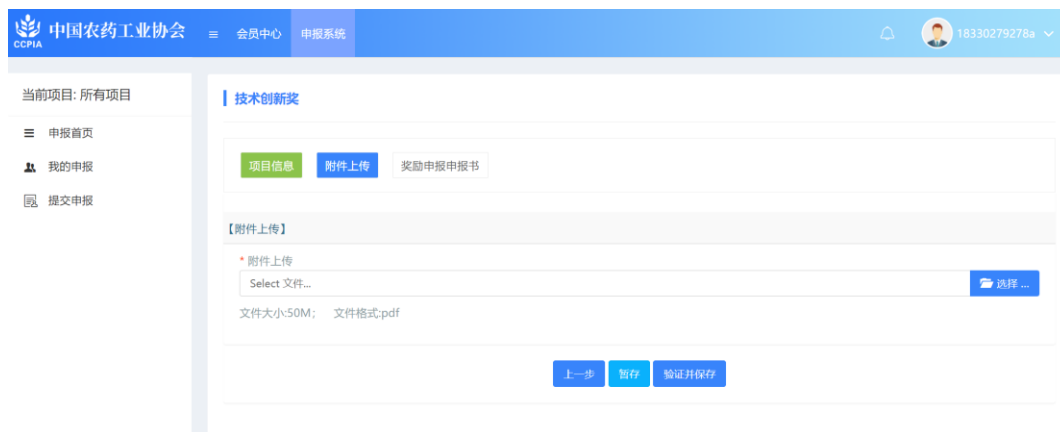 中国农药工业协会
CCPIA
会员中心 申报系统
18330279278a
当前项目: 所有项目
申报首页
我的申报
提交申报
技术创新奖
项目信息 附件上传 奖励申报申报书
【附件上传】
* 附件上传
Select 文件...
选择 ...
文件大小:50M； 文件格式:pdf
上一步 暂存 验证并保存